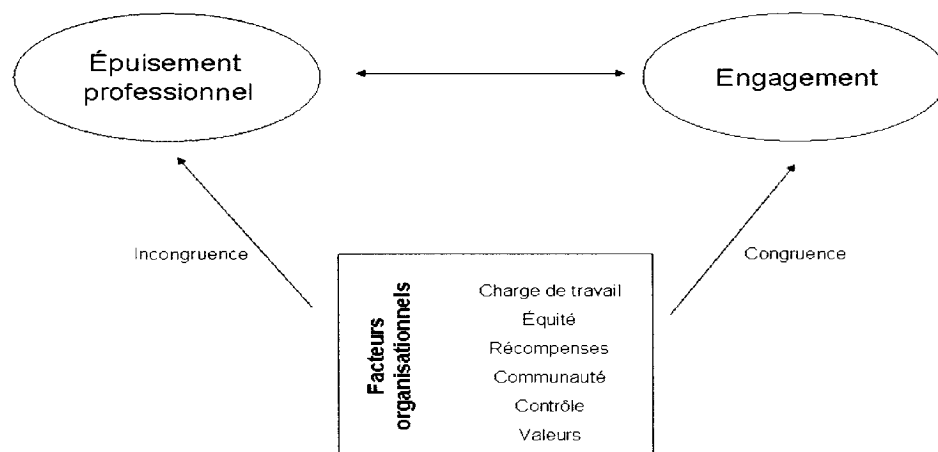 Épuisement
professionnel
Engagement
Incongruence
Congruence
Facteurs
organisationnels
Charge de travail
Équité
Récompenses
Communauté
Contrôle
Valeurs